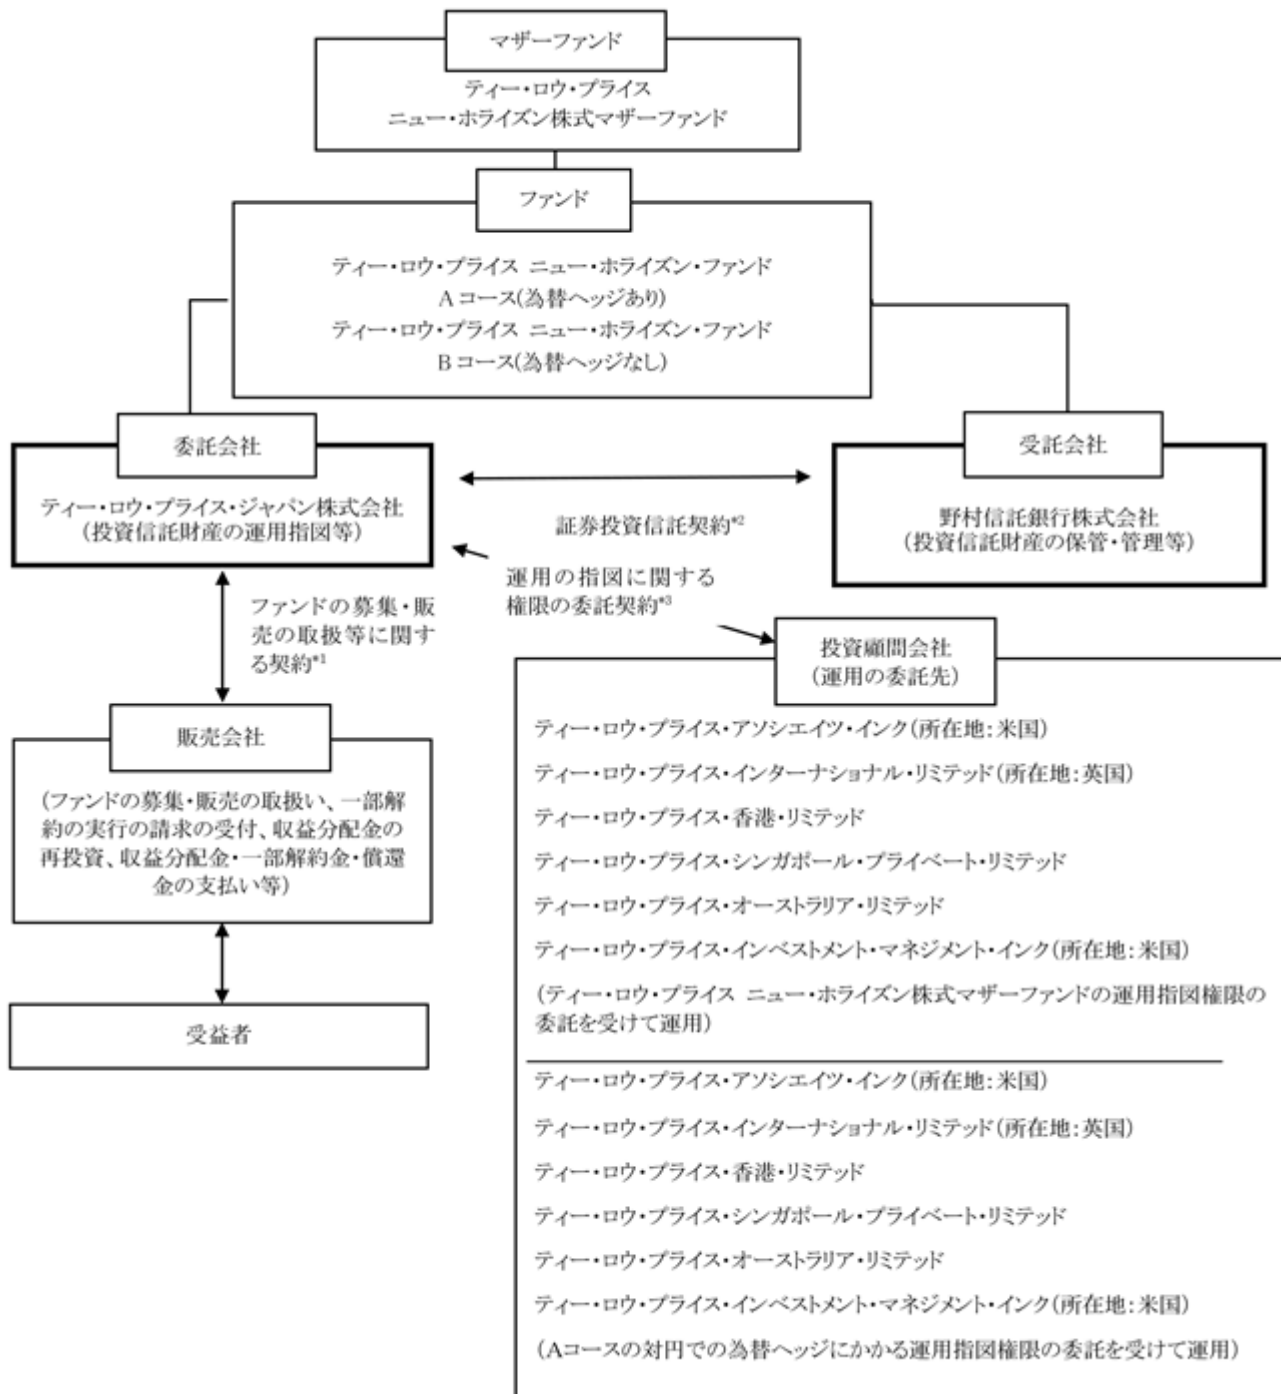 マザーファンド
ティー・ロウ・プライス
ニュー・ホライズン株式マザーファンド
ファンド
ティー・ロウ・プライス ニュー・ホライズン・ファンド
Aコース(為替ヘッジあり)
ティー・ロウ・プライス ニュー・ホライズン・ファンド
Bコース(為替ヘッジなし)
委託会社
ティー・ロウ・プライス・ジャパン株式会社
(投資信託財産の運用指図等)
受託会社
野村信託銀行株式会社
(投資信託財産の保管・管理等)
証券投資信託契約*2
運用の指図に関する
権限の委託契約*3
ファンドの募集・販
売の取扱等に関す
る契約*1
販売会社
(ファンドの募集・販売の取扱い、一部解
約の実行の請求の受付、収益分配金の
再投資、収益分配金・一部解約金・償還
金の支払い等)
受益者
投資顧問会社
(運用の委託先)
ティー・ロウ・プライス・アソシエイツ・インク(所在地:米国)
ティー・ロウ・プライス・インターナショナル・リミテッド(所在地:英国)
ティー・ロウ・プライス・香港・リミテッド
ティー・ロウ・プライス・シンガポール・プライベート・リミテッド
ティー・ロウ・プライス・オーストラリア・リミテッド
ティー・ロウ・プライス・インベストメント・マネジメント・インク(所在地:米国)
(ティー・ロウ・プライス ニュー・ホライズン株式マザーファンドの運用指図権限の
委託を受けて運用)
ティー・ロウ・プライス・アソシエイツ・インク(所在地:米国)
ティー・ロウ・プライス・インターナショナル・リミテッド(所在地:英国)
ティー・ロウ・プライス・香港・リミテッド
ティー・ロウ・プライス・シンガポール・プライベート・リミテッド
ティー・ロウ・プライス・オーストラリア・リミテッド
ティー・ロウ・プライス・インベストメント・マネジメント・インク(所在地:米国)
(Aコースの対円での為替ヘッジにかかる運用指図権限の委託を受けて運用)